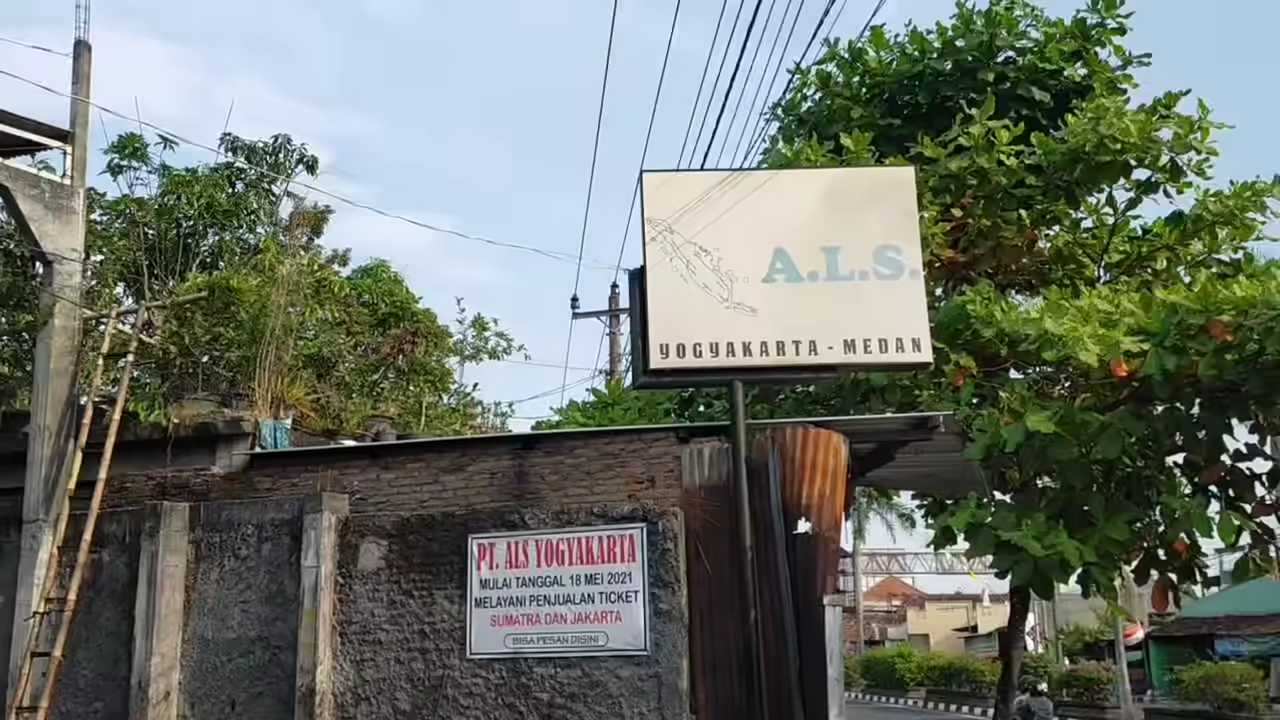 A.L.S.
YOGYAKARTA - MEDAN
PT. ALS YOGYAKARTA
MULAI TANGGAL 18 MEI 2021
MELAYANI PENJUALAN TICKET
SUMATRA DAN JAKARTA
BISA PESAN DISINI